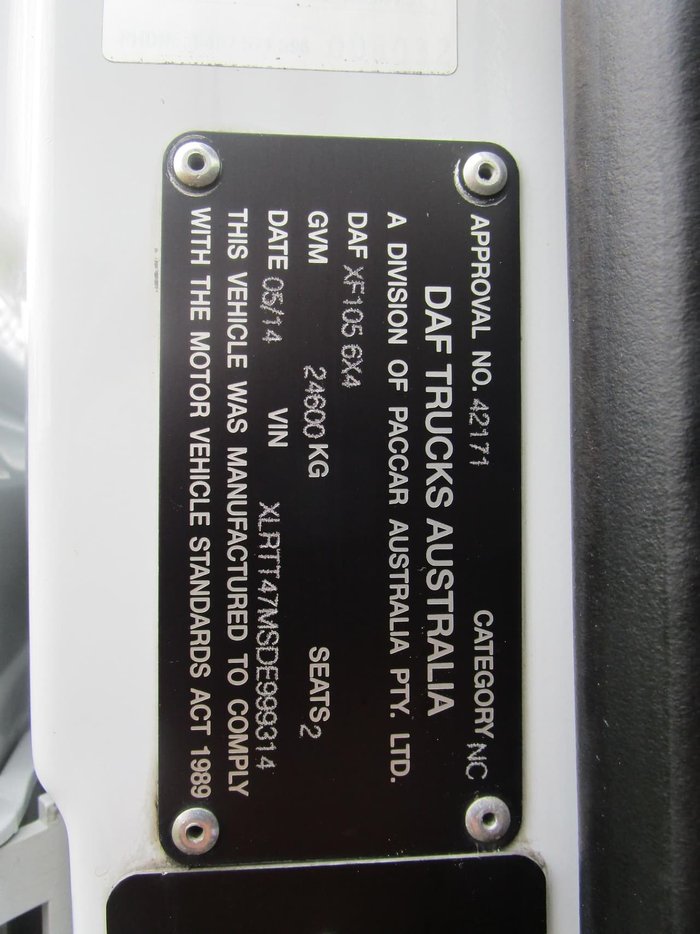 APPROVAL NO. 42171 CATEGORY NC
DAF TRUCKS AUSTRALIA
A DIVISION OF PACCAR AUSTRALIA PTY. LTD.
DAF XF105 6X4
GVM 24600 KG SEATS 2
DATE 05/14 VIN XLRTT47MSDE999314
THIS VEHICLE WAS MANUFACTURED TO COMPLY
WITH THE MOTOR VEHICLE STANDARDS ACT 1989